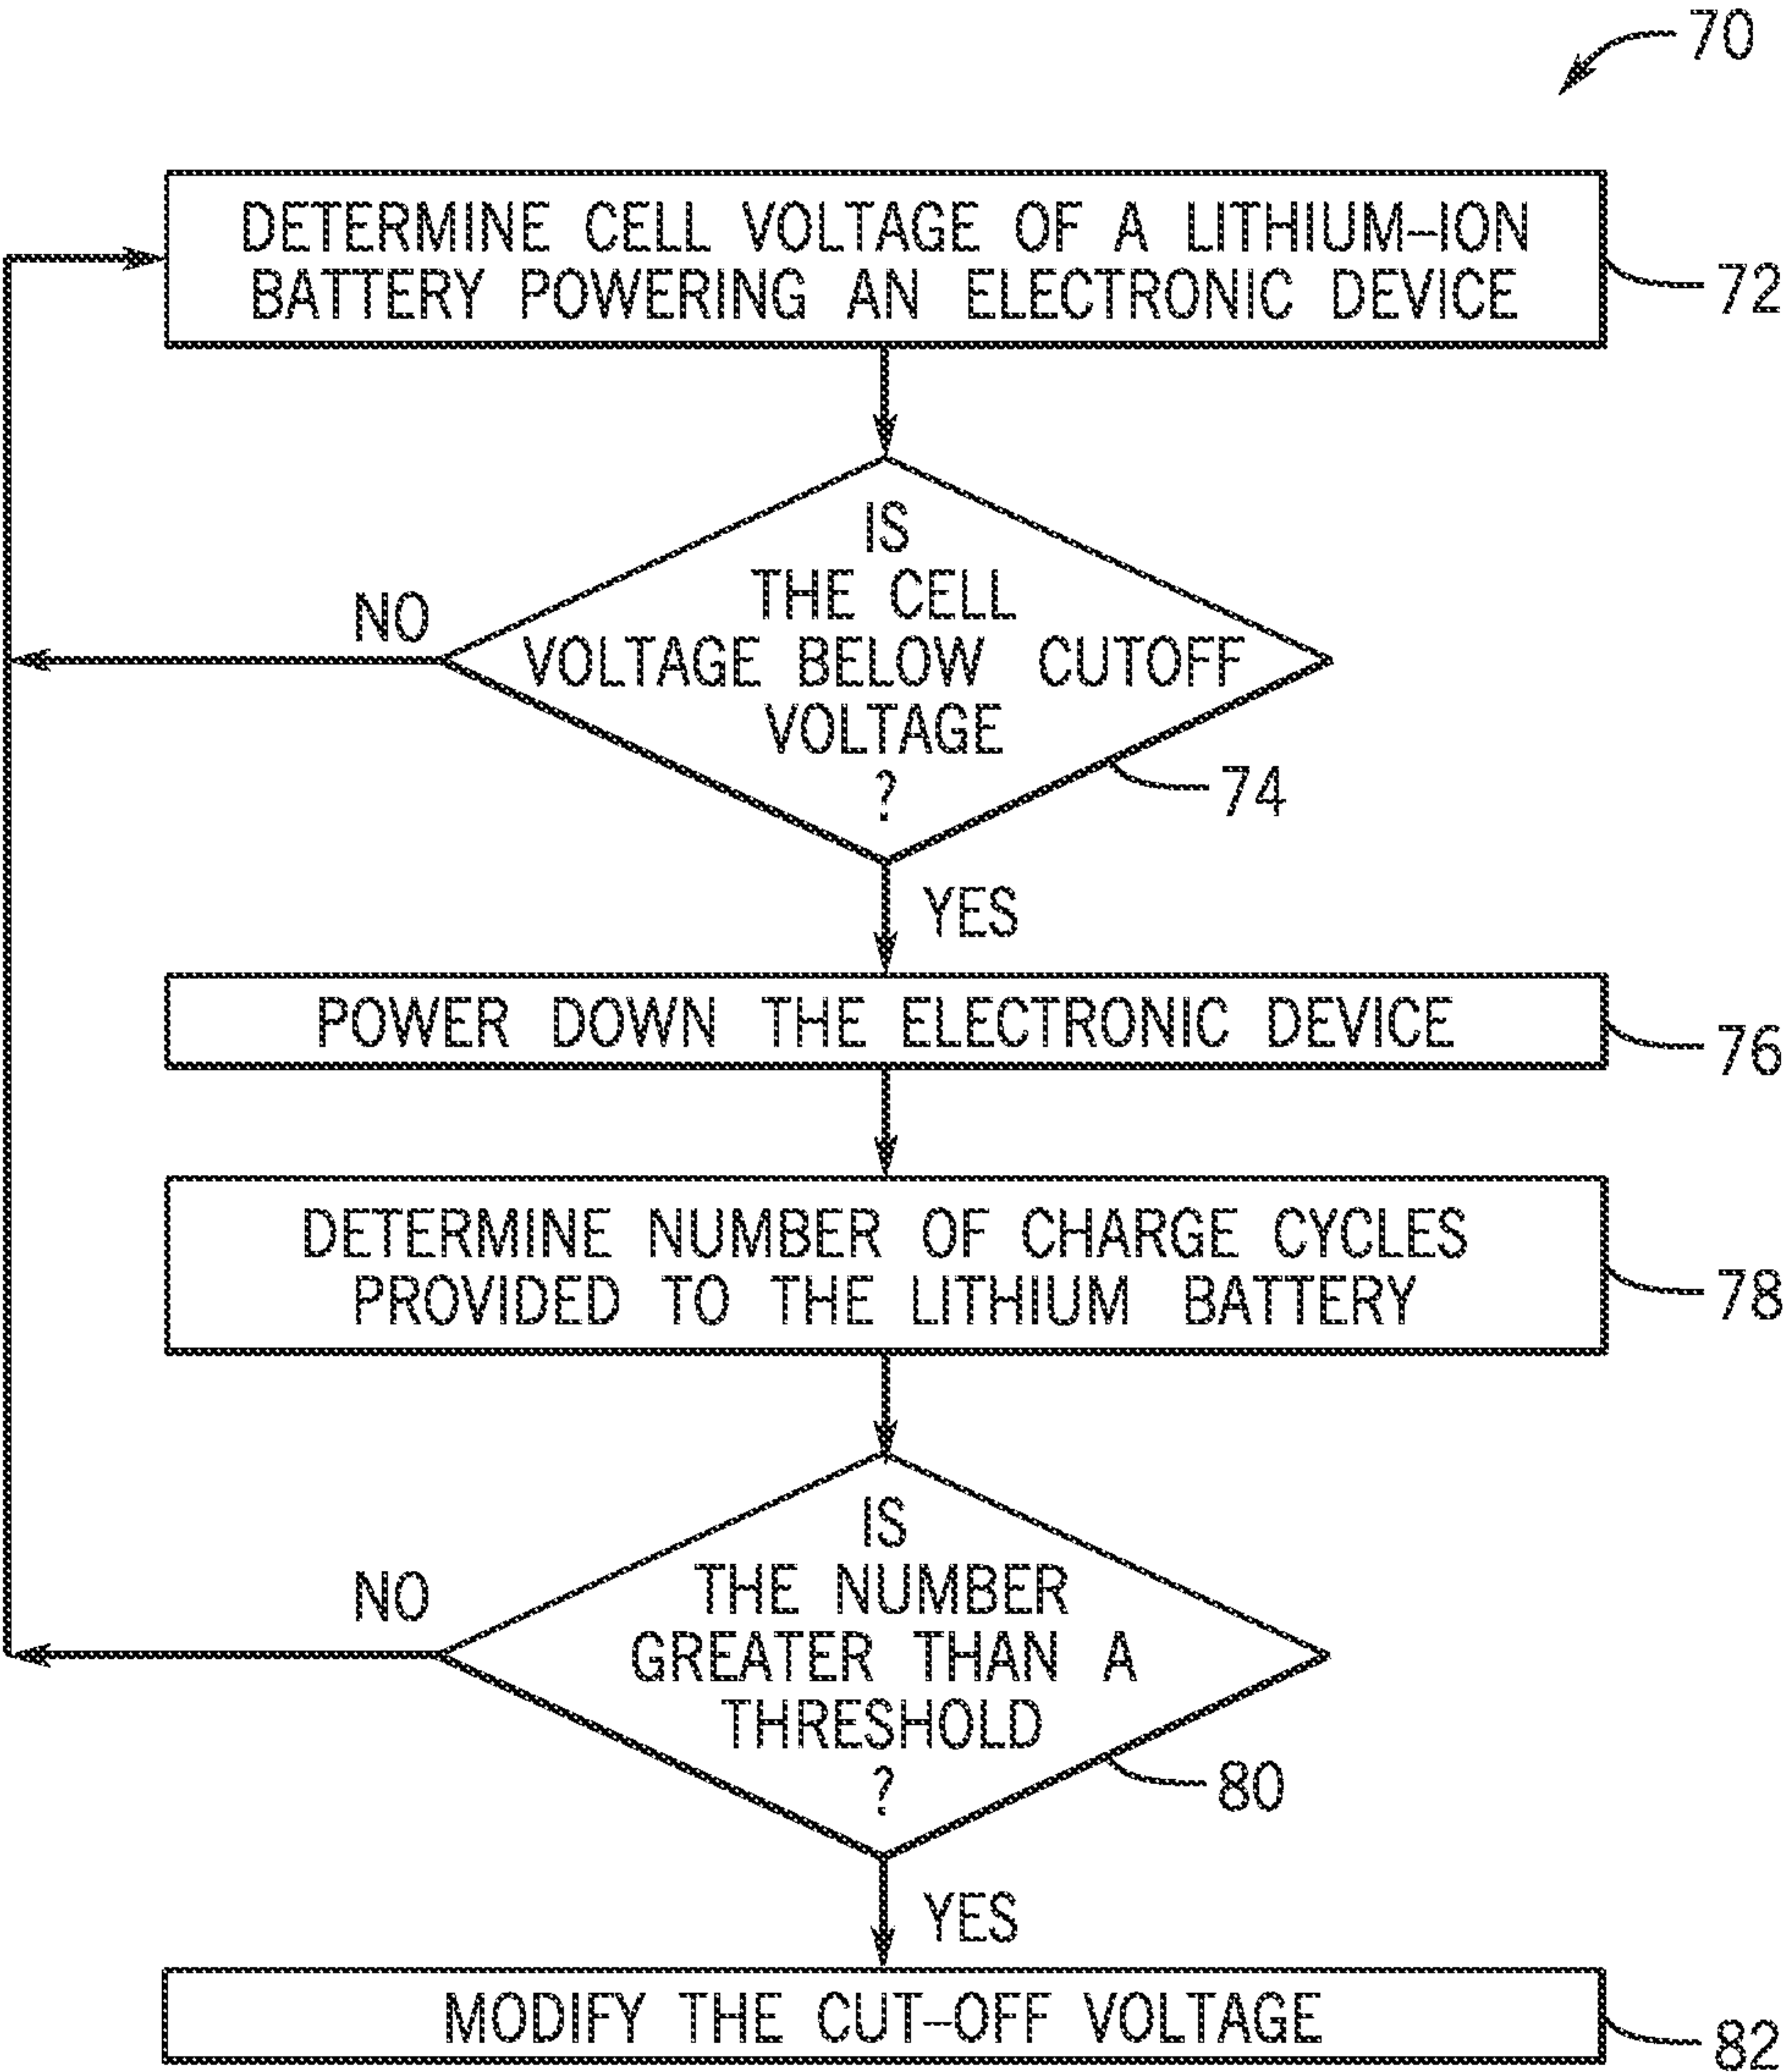 70
DETERMINE CELL VOLTAGE OF A LITHIUM-ION
BATTERY POWERING AN ELECTRONIC DEVICE
72
IS
THE CELL
VOLTAGE BELOW CUTOFF
VOLTAGE
?
NO
74
YES
POWER DOWN THE ELECTRONIC DEVICE
76
DETERMINE NUMBER OF CHARGE CYCLES
PROVIDED TO THE LITHIUM BATTERY
78
IS
THE NUMBER
GREATER THAN A
THRESHOLD
?
NO
80
YES
MODIFY THE CUT-OFF VOLTAGE
82